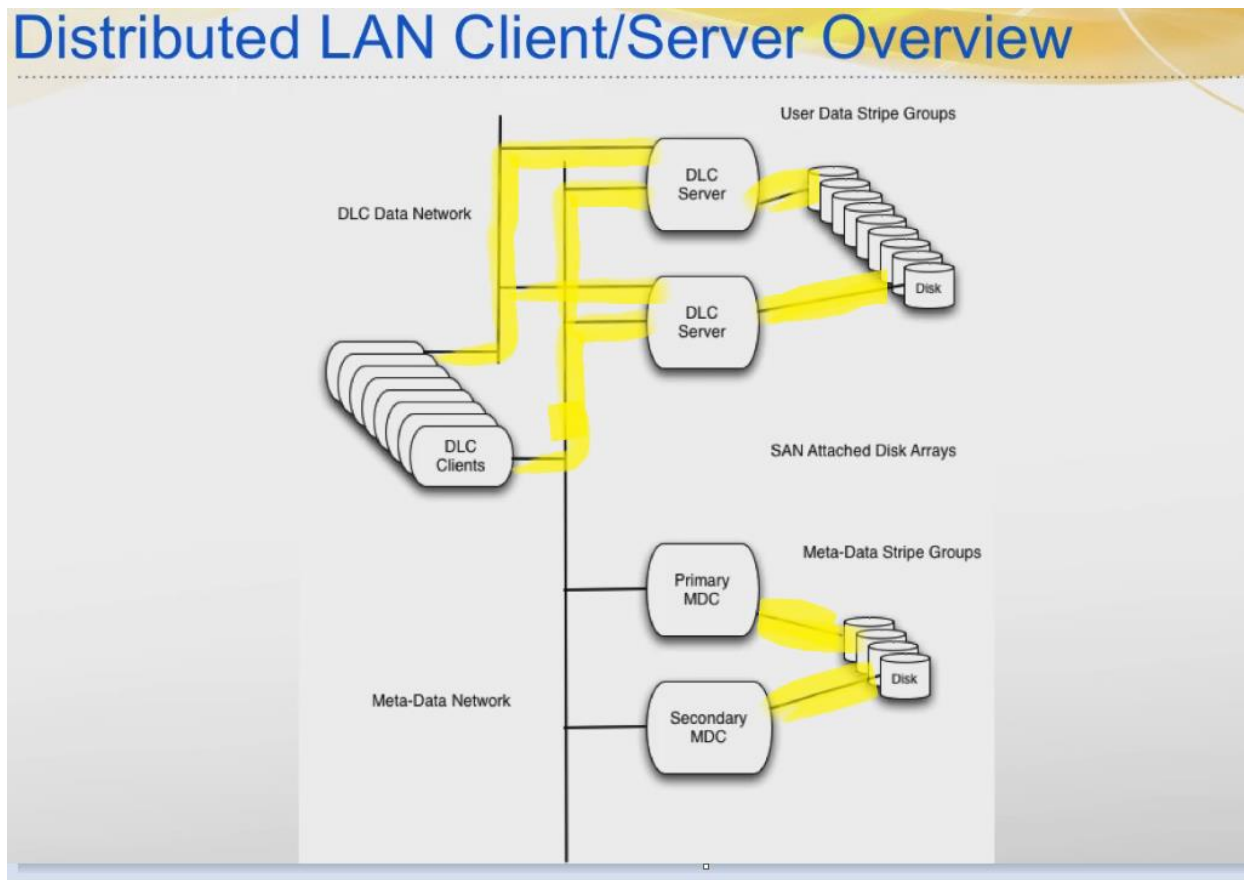 Distributed LAN Client/Server Overview
User Data Stripe Groups
DLC
Server
DLC Data Network
Disk
DLC
Server
DLC
Clients
SAN Attached Disk Arrays
Meta-Data Stripe Groups
Primary
MDC
Disk
Meta-Data Network
Secondary
MDC